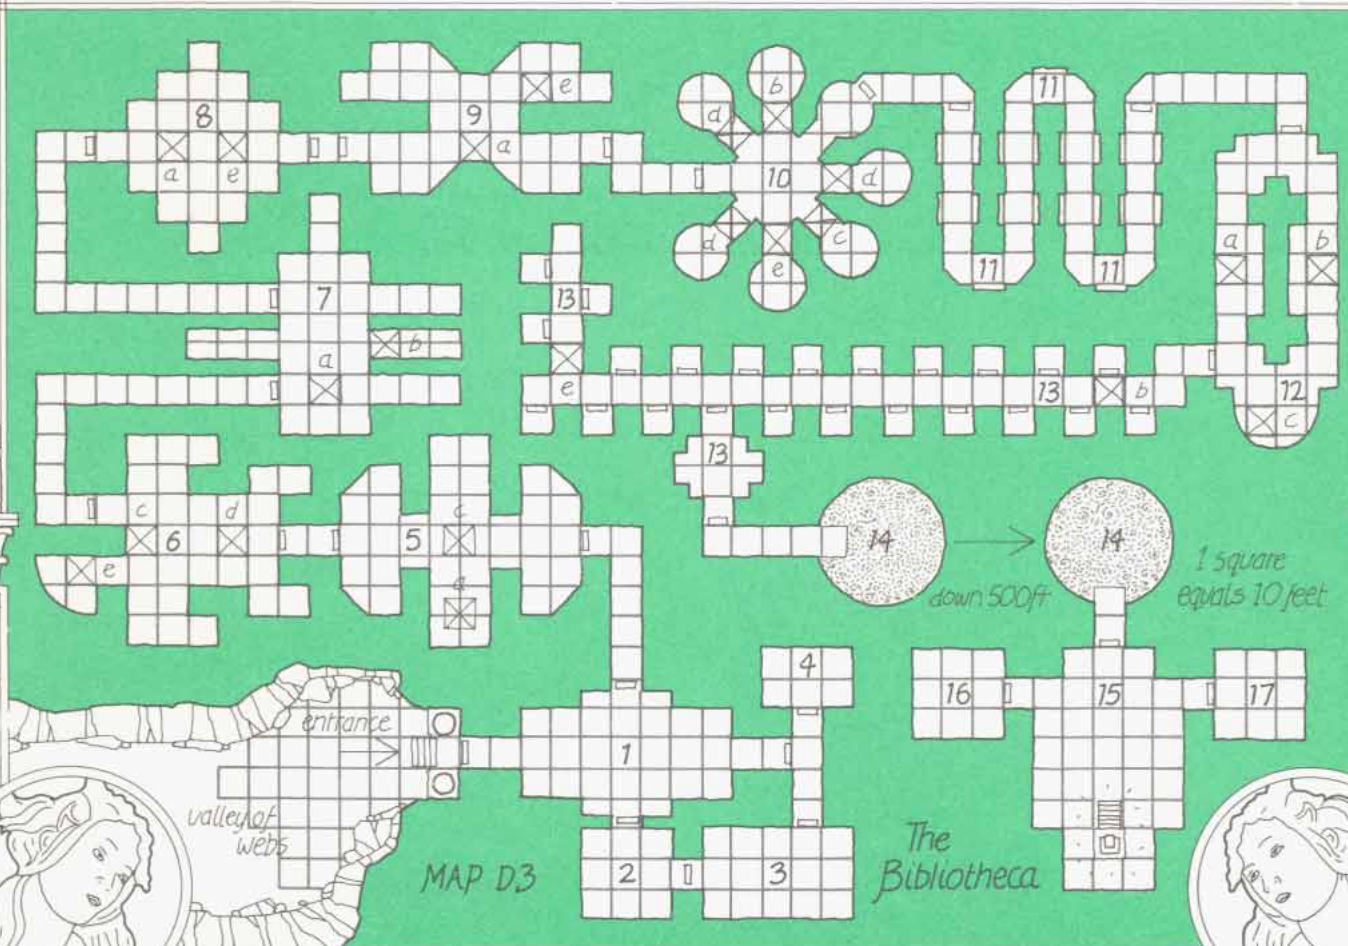 8
a
e
9
a
e
10
b
d
d
c
e
d
11
11
11
12
a
b
c
7
a
b
13
e
13
b
13
6
c
d
e
5
c
a
14
down 500ft
14
1 square
equals 10 feet
entrance
valley of
webs
1
2
3
4
15
16
17
MAP D3
The
Bibliotheca